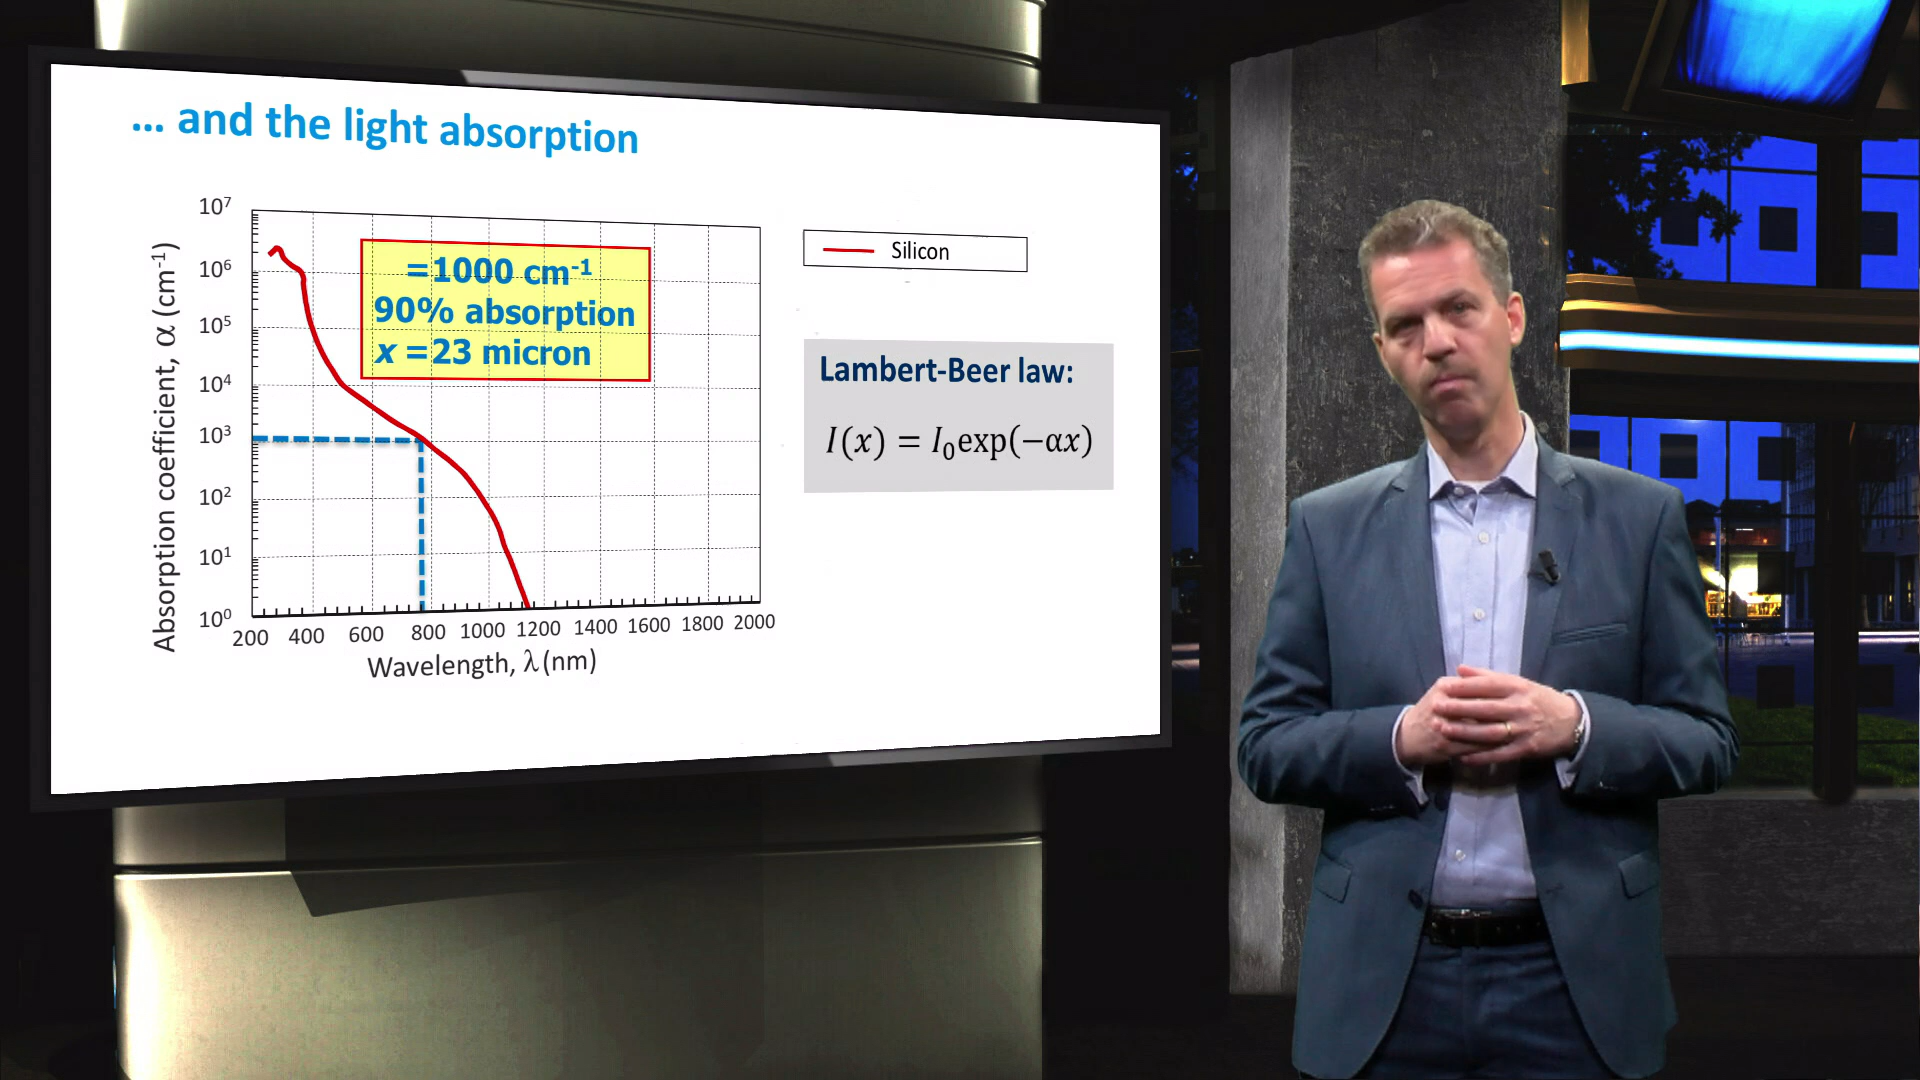 ... and the light absorption
10⁷
10⁶
10⁵
10⁴
10³
10²
10¹
10⁰
Absorption coefficient, α (cm⁻¹)
=1000 cm⁻¹
90% absorption
x =23 micron
200 400 600 800 1000 1200 1400 1600 1800 2000
Wavelength, λ (nm)
Silicon
Lambert-Beer law:
I(x) = I₀exp(−αx)